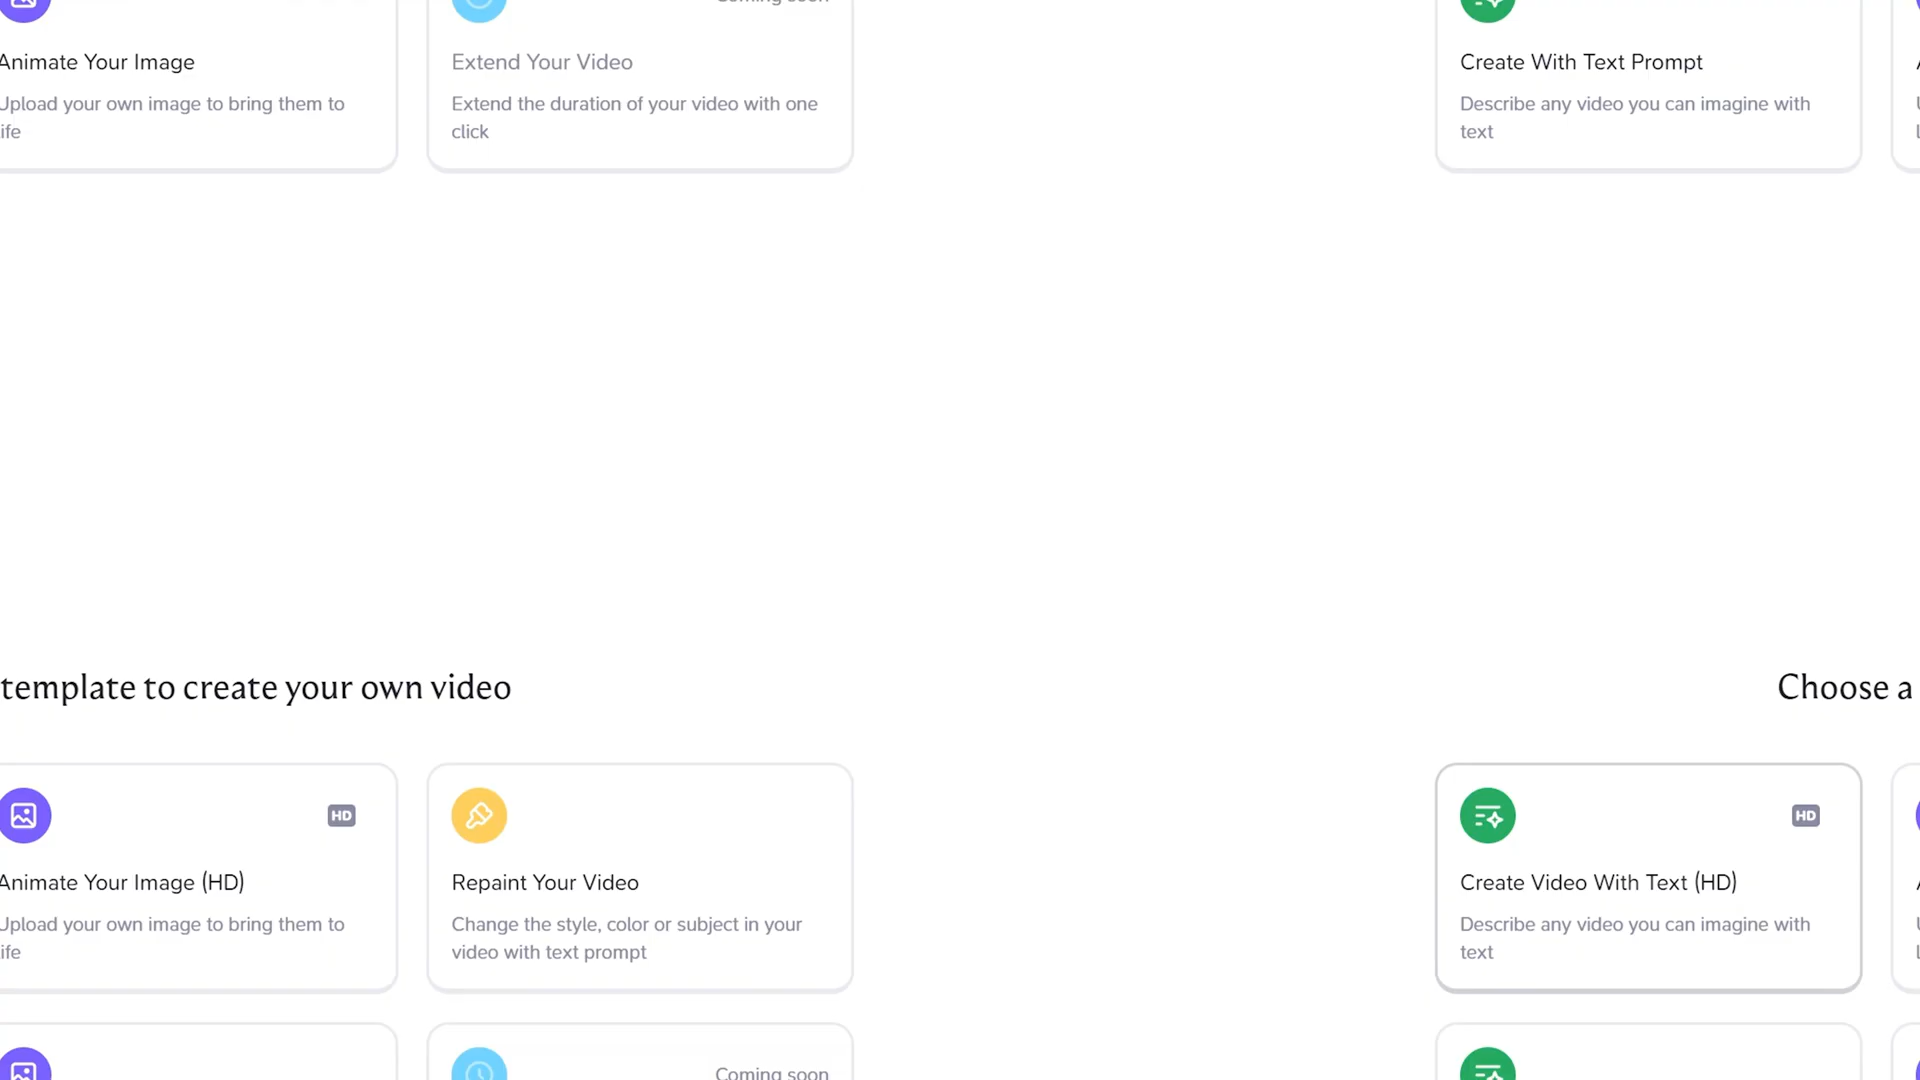 Coming soon
Animate Your Image
Upload your own image to bring them to
life
Extend Your Video
Extend the duration of your video with one
click
Create With Text Prompt
Describe any video you can imagine with
text
template to create your own video
Choose a
HD
Animate Your Image (HD)
Upload your own image to bring them to
life
Repaint Your Video
Change the style, color or subject in your
video with text prompt
HD
Create Video With Text (HD)
Describe any video you can imagine with
text
Coming soon